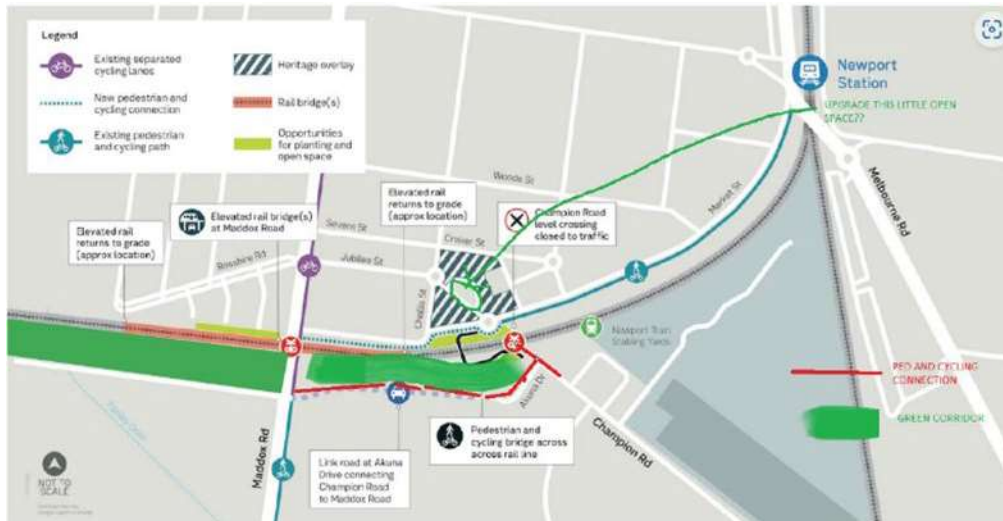 Legend
Existing separated
cycling lanes
New pedestrian and
cycling connection
Existing pedestrian
and cycling path
Heritage overlay
Rail bridge(s)
Opportunities
for planting and
open space
Newport
Station
UPGRADE THIS LITTLE OPEN
SPACE??
Woods St
Market St
Melbourne Rd
Elevated rail
returns to grade
(approx location)
Elevated rail bridge(s)
at Maddox Road
Elevated rail
returns to grade
(approx location)
Champion Road
level crossing
closed to traffic
Sevens St
Croker St
Jubilee St
Rosshire Rd
Challis St
Newport Train
Stabling Yards
PED AND CYCLING
CONNECTION
GREEN CORRIDOR
Akuna Dr
Champion Rd
Maddox Rd
Pedestrian and
cycling bridge across
across rail line
Link road at Akuna
Drive connecting
Champion Road
to Maddox Road
NOT TO
SCALE